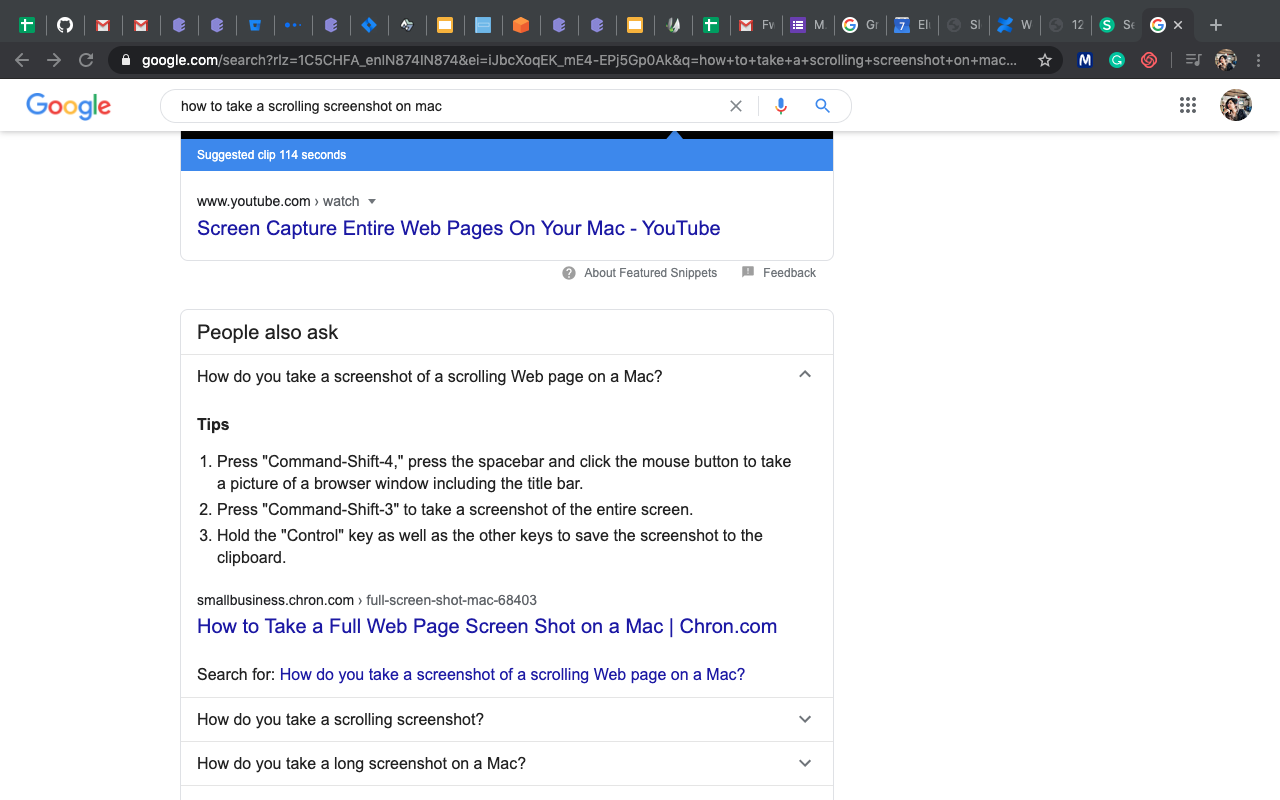 Fw
M
Gr
7
Elu
Sl
W
12
S
Se
google.com/search?rlz=1C5CHFA_enIN874IN874&ei=iJbcXoqEK_mE4-EPj5Gp0Ak&q=how+to+take+a+scrolling+screenshot+on+mac...
M
G
Google
how to take a scrolling screenshot on mac
Suggested clip 114 seconds
www.youtube.com › watch
Screen Capture Entire Web Pages On Your Mac - YouTube
About Featured Snippets
Feedback
People also ask
How do you take a screenshot of a scrolling Web page on a Mac?
Tips
1. Press "Command-Shift-4," press the spacebar and click the mouse button to take
a picture of a browser window including the title bar.
2. Press "Command-Shift-3" to take a screenshot of the entire screen.
3. Hold the "Control" key as well as the other keys to save the screenshot to the
clipboard.
smallbusiness.chron.com › full-screen-shot-mac-68403
How to Take a Full Web Page Screen Shot on a Mac | Chron.com
Search for: How do you take a screenshot of a scrolling Web page on a Mac?
How do you take a scrolling screenshot?
How do you take a long screenshot on a Mac?